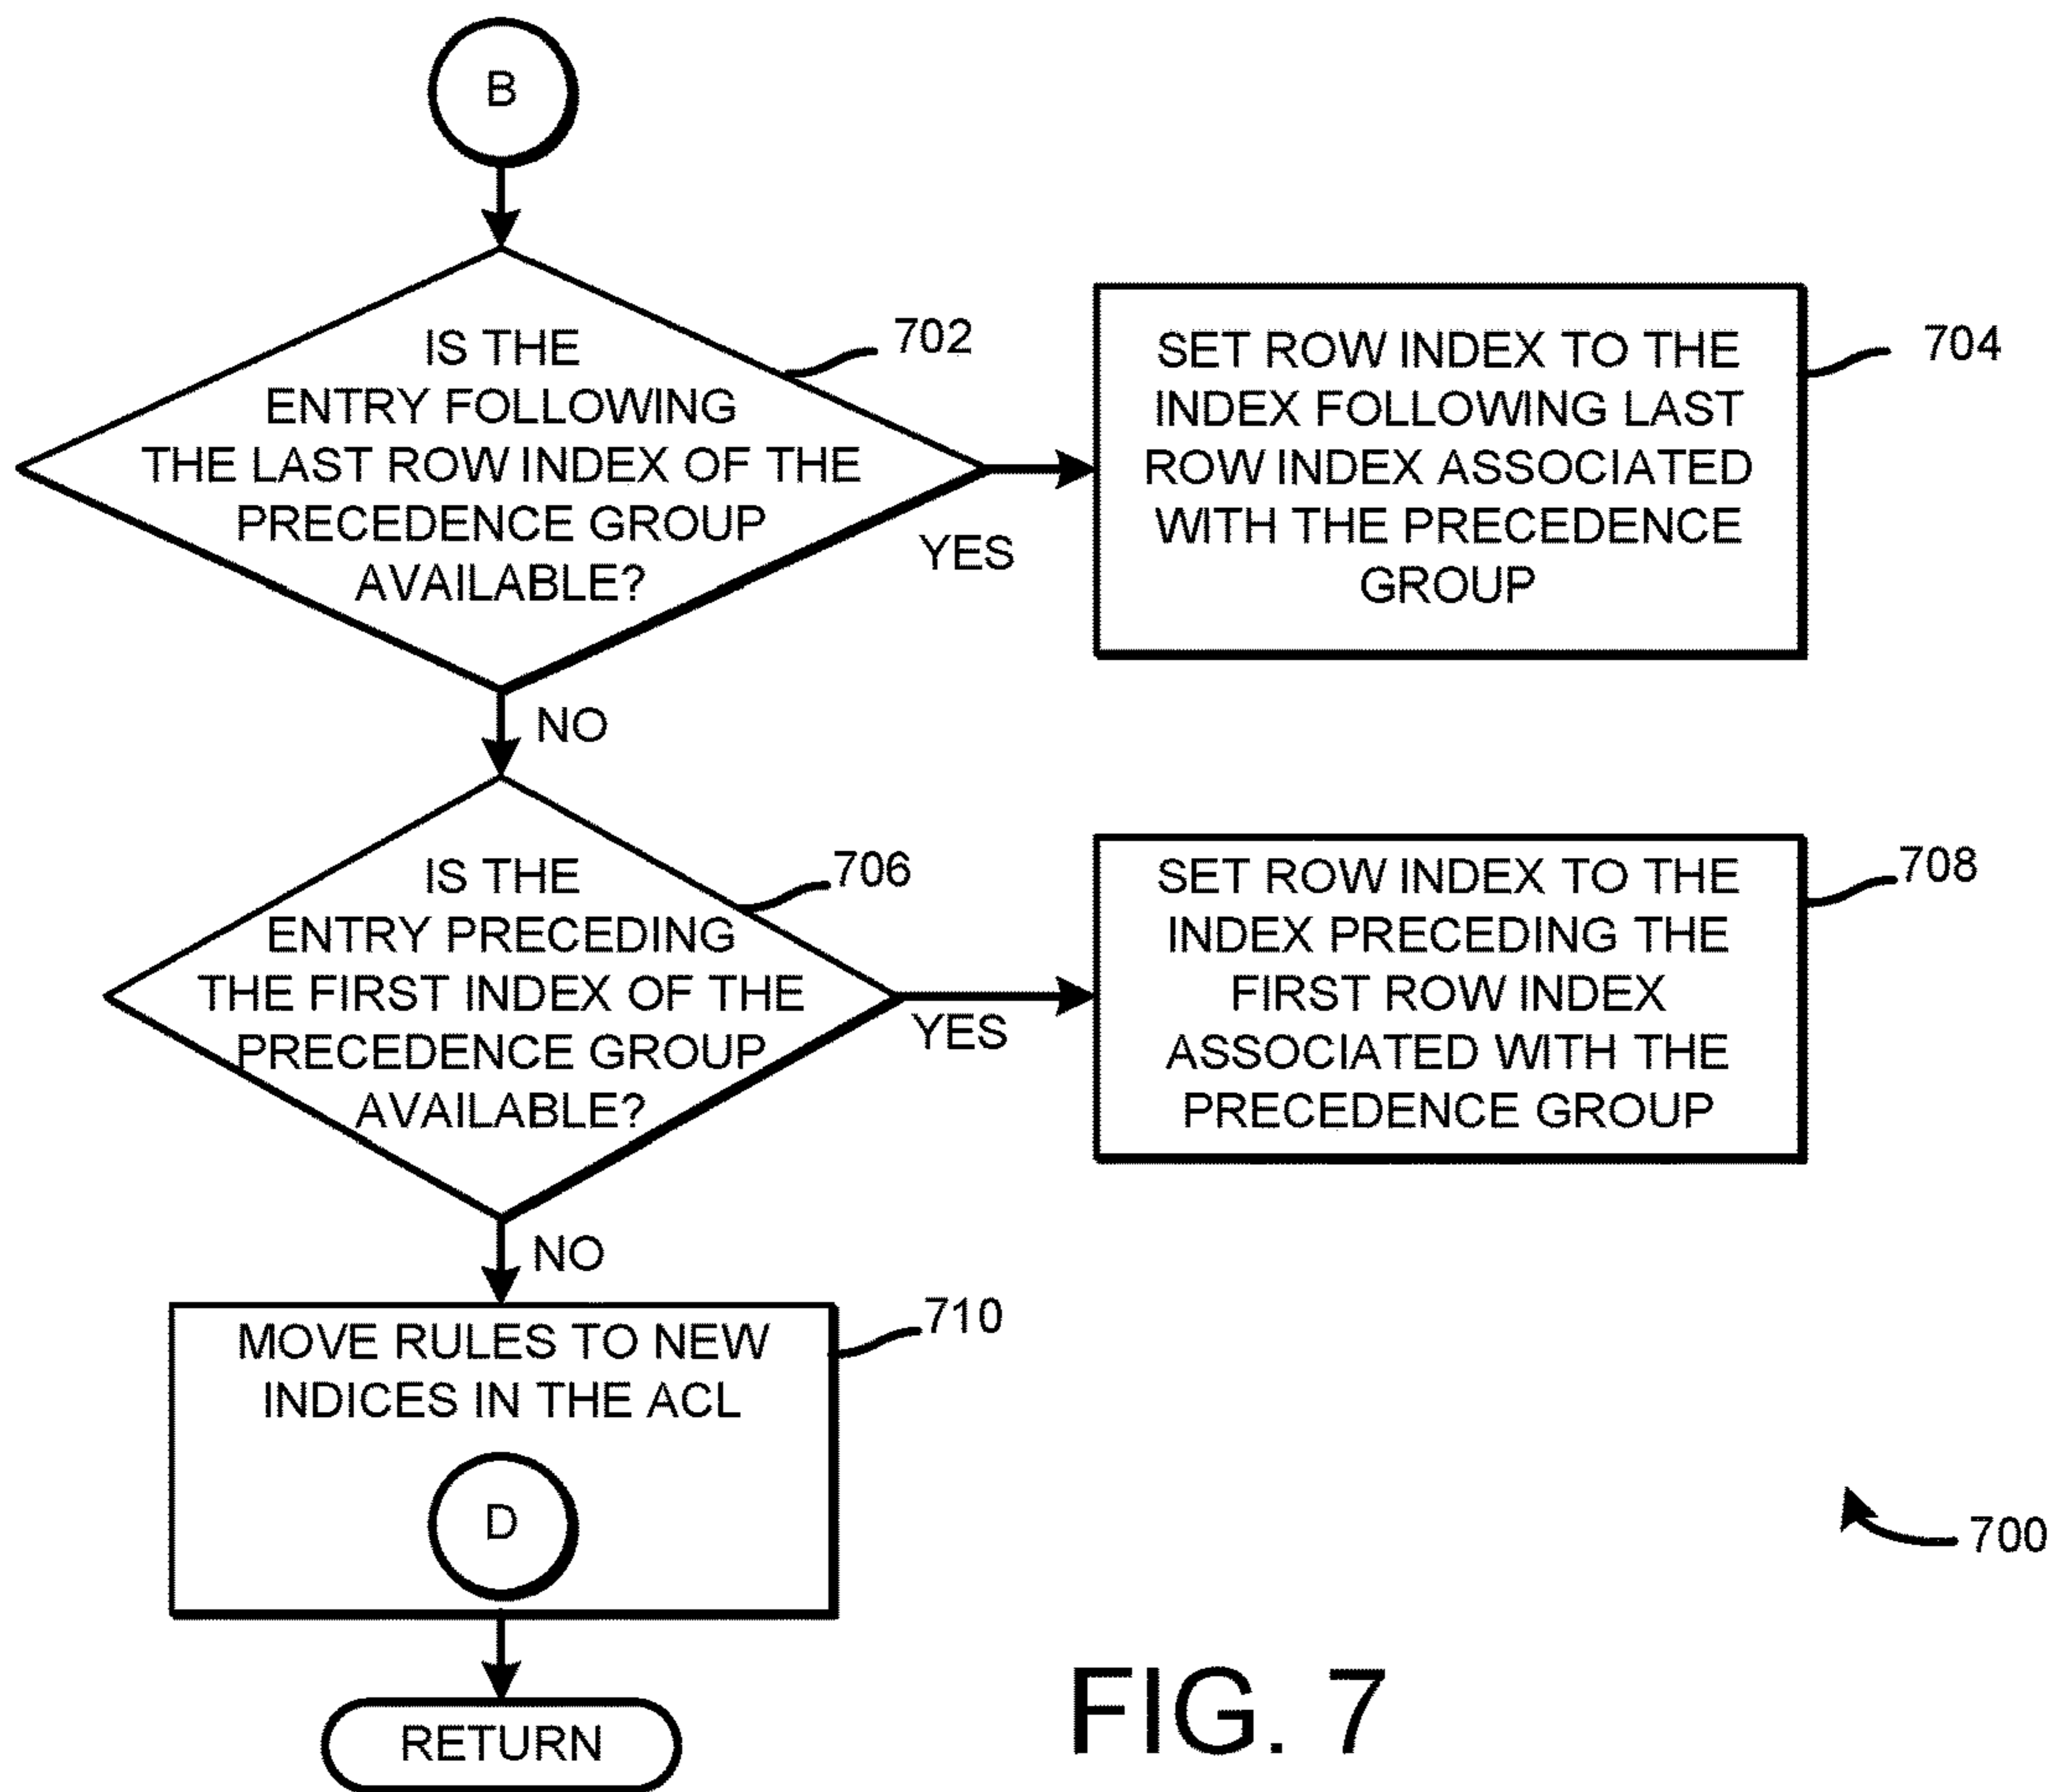 B
IS THE
ENTRY FOLLOWING
THE LAST ROW INDEX OF THE
PRECEDENCE GROUP
AVAILABLE?
702
YES
SET ROW INDEX TO THE
INDEX FOLLOWING LAST
ROW INDEX ASSOCIATED
WITH THE PRECEDENCE
GROUP
704
NO
IS THE
ENTRY PRECEDING
THE FIRST INDEX OF THE
PRECEDENCE GROUP
AVAILABLE?
706
YES
SET ROW INDEX TO THE
INDEX PRECEDING THE
FIRST ROW INDEX
ASSOCIATED WITH THE
PRECEDENCE GROUP
708
NO
MOVE RULES TO NEW
INDICES IN THE ACL
710
D
700
RETURN
FIG. 7